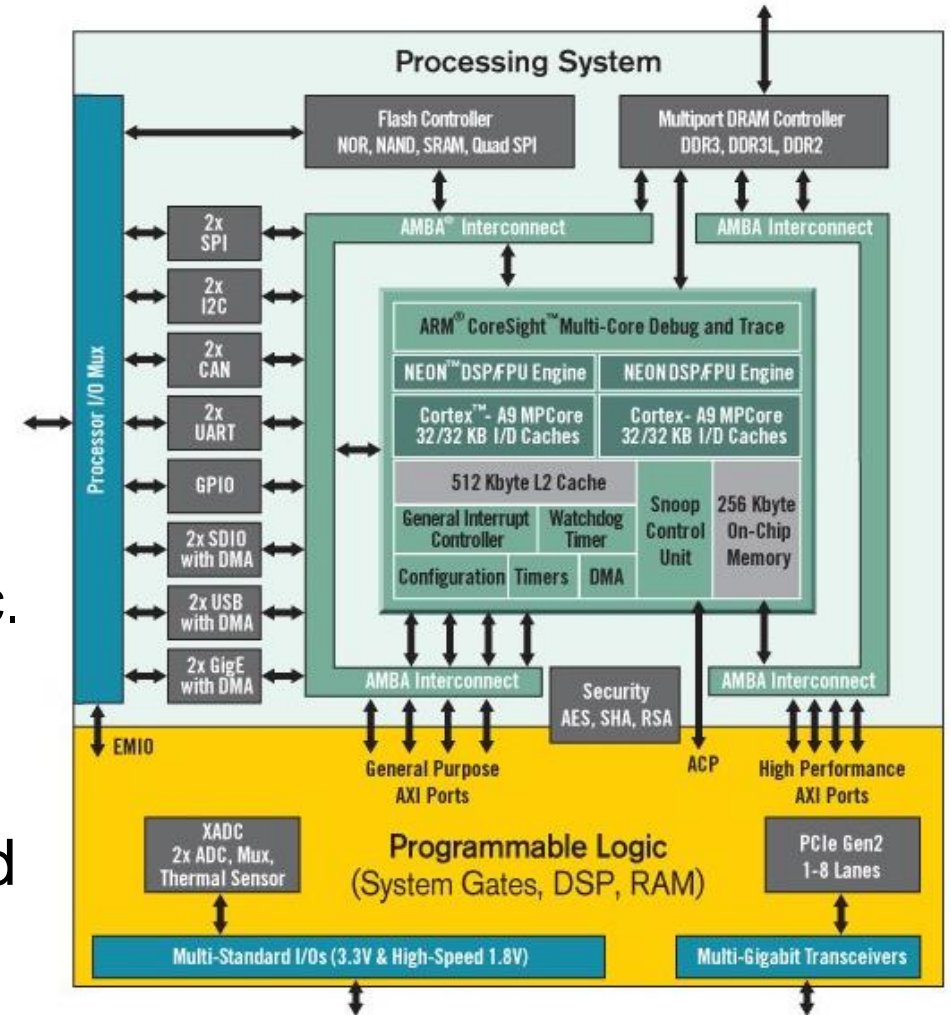 Processing System
Flash Controller
NOR, NAND, SRAM, Quad SPI
Multiport DRAM Controller
DDR3, DDR3L, DDR2
AMBA® Interconnect
AMBA Interconnect
Processor I/O Mux
2x
SPI
2x
I2C
2x
CAN
2x
UART
GPIO
2x SDIO
with DMA
2x USB
with DMA
2x GigE
with DMA
ARM® CoreSight™ Multi-Core Debug and Trace
NEON™ DSP/FPU Engine
NEON DSP/FPU Engine
Cortex™- A9 MPCore
32/32 KB I/D Caches
Cortex- A9 MPCore
32/32 KB I/D Caches
512 Kbyte L2 Cache
General Interrupt
Controller
Watchdog
Timer
Configuration
Timers
DMA
Snoop
Control
Unit
256 Kbyte
On-Chip
Memory
c.
AMBA Interconnect
Security
AES, SHA, RSA
AMBA Interconnect
EMIO
General Purpose
AXI Ports
ACP
High Performance
AXI Ports
d
XADC
2x ADC, Mux,
Thermal Sensor
Programmable Logic
(System Gates, DSP, RAM)
PCIe Gen2
1-8 Lanes
Multi-Standard I/Os (3.3V & High-Speed 1.8V)
Multi-Gigabit Transceivers